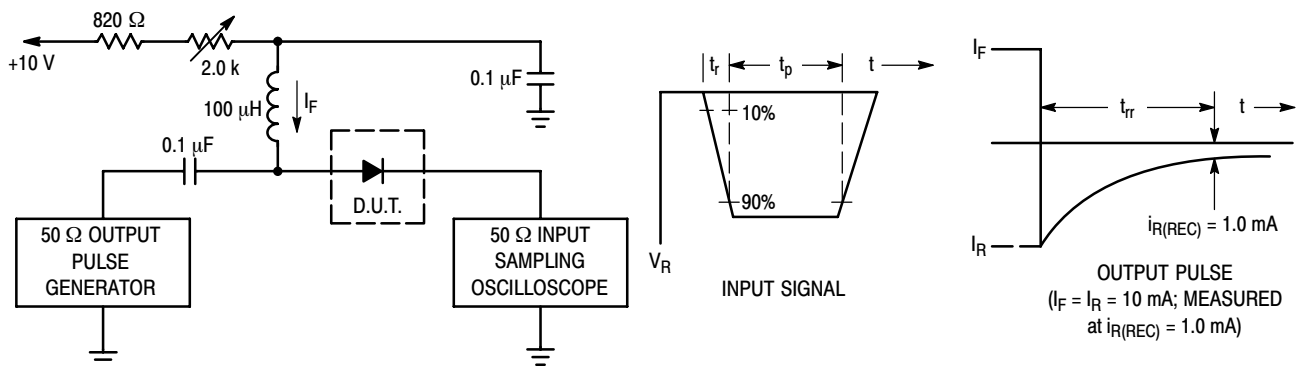 820 Ω
+10 V
2.0 k
100 µH
I_F
0.1 µF
0.1 µF
D.U.T.
50 Ω OUTPUT
PULSE
GENERATOR
50 Ω INPUT
SAMPLING
OSCILLOSCOPE
t_r
t_p
t
10%
90%
V_R
INPUT SIGNAL
I_F
t_rr
t
I_R
i_R(REC) = 1.0 mA
OUTPUT PULSE
(I_F = I_R = 10 mA; MEASURED
at i_R(REC) = 1.0 mA)